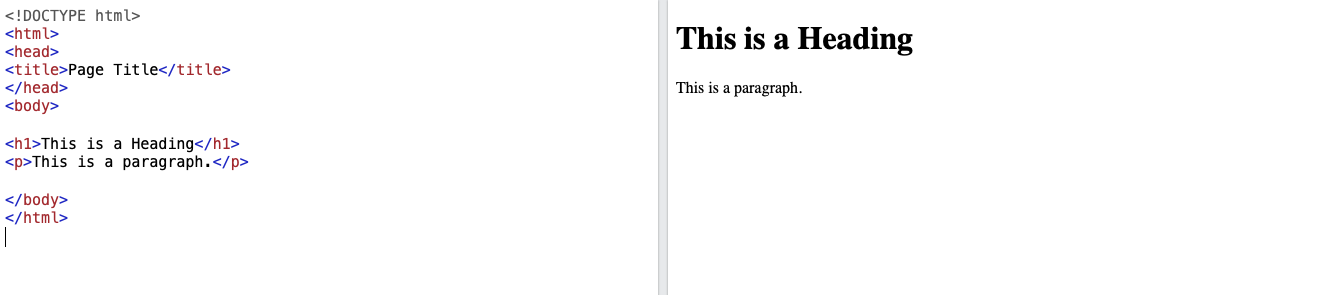 <!DOCTYPE html>
<html>
<head>
<title>Page Title</title>
</head>
<body>

<h1>This is a Heading</h1>
<p>This is a paragraph.</p>

</body>
</html>
This is a Heading
This is a paragraph.